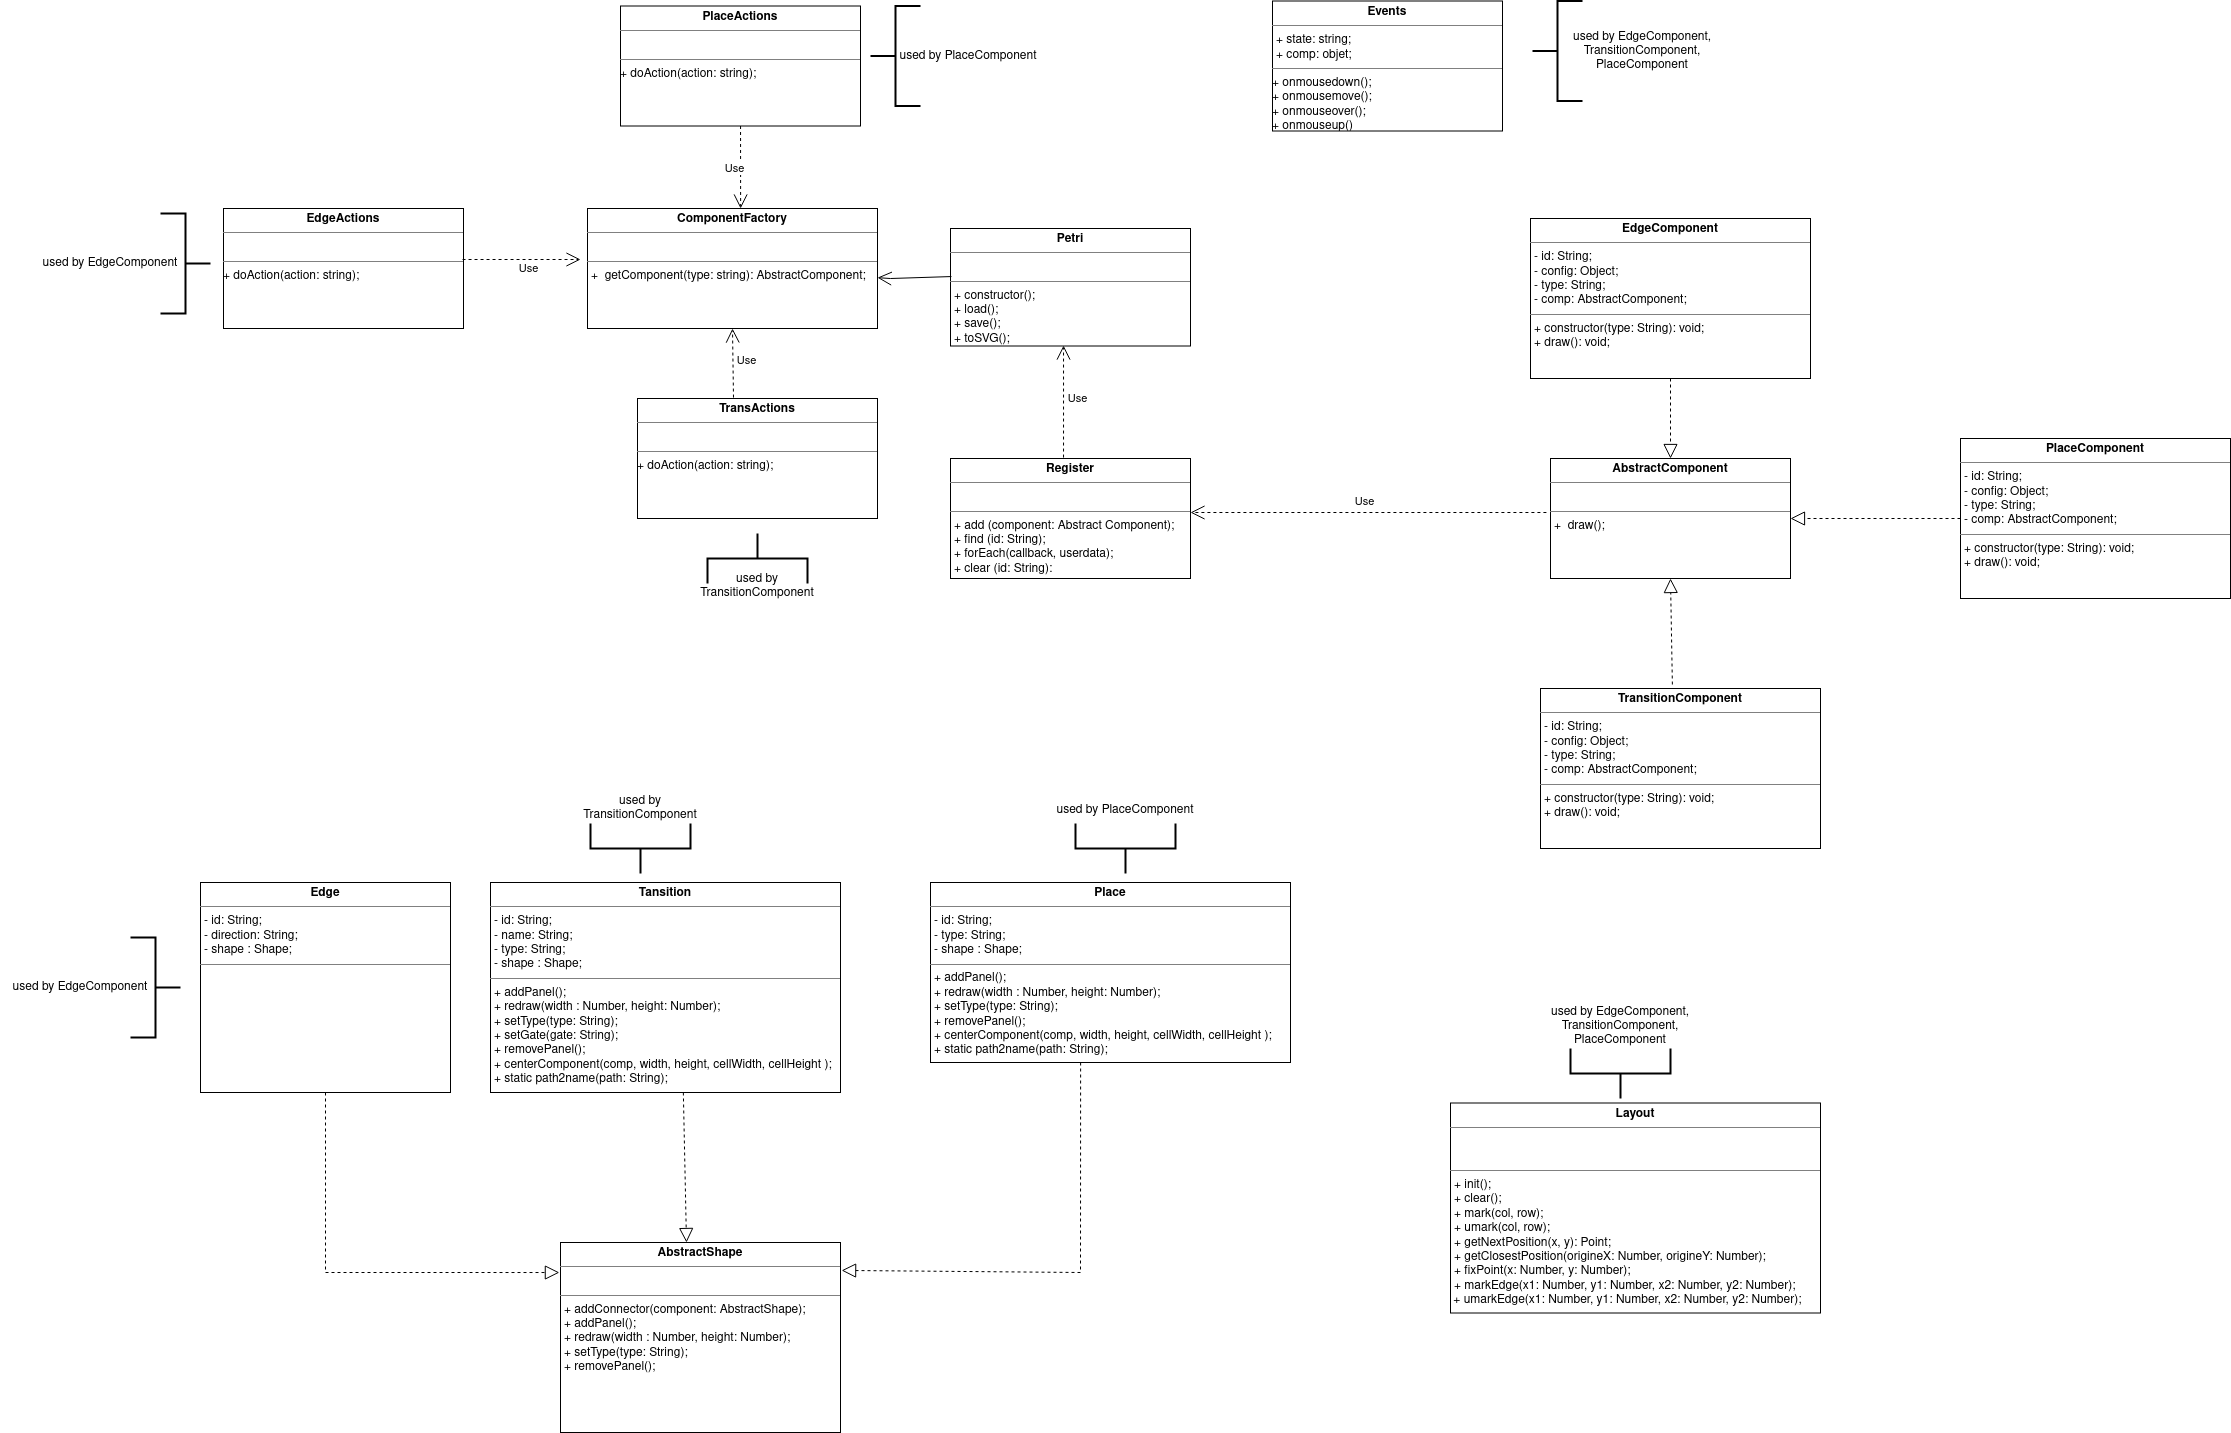 PlaceActions
+ doAction(action: string);
used by PlaceComponent
Events
+ state: string;
+ comp: objet;
+ onmousedown();
+ onmousemove();
+ onmouseover();
+ onmouseup()
used by EdgeComponent,
TransitionComponent,
PlaceComponent
Use
used by EdgeComponent
EdgeActions
+ doAction(action: string);
Use
ComponentFactory
+ getComponent(type: string): AbstractComponent;
Petri
+ constructor();
+ load();
+ save();
+ toSVG();
EdgeComponent
- id: String;
- config: Object;
- type: String;
- comp: AbstractComponent;
+ constructor(type: String): void;
+ draw(): void;
Use
Use
TransActions
+ doAction(action: string);
used by
TransitionComponent
Register
+ add (component: Abstract Component);
+ find (id: String);
+ forEach(callback, userdata);
+ clear (id: String):
Use
AbstractComponent
+ draw();
PlaceComponent
- id: String;
- config: Object;
- type: String;
- comp: AbstractComponent;
+ constructor(type: String): void;
+ draw(): void;
TransitionComponent
- id: String;
- config: Object;
- type: String;
- comp: AbstractComponent;
+ constructor(type: String): void;
+ draw(): void;
used by
TransitionComponent
used by PlaceComponent
used by EdgeComponent
Edge
- id: String;
- direction: String;
- shape : Shape;
Tansition
- id: String;
- name: String;
- type: String;
- shape : Shape;
+ addPanel();
+ redraw(width : Number, height: Number);
+ setType(type: String);
+ setGate(gate: String);
+ removePanel();
+ centerComponent(comp, width, height, cellWidth, cellHeight );
+ static path2name(path: String);
Place
- id: String;
- type: String;
- shape : Shape;
+ addPanel();
+ redraw(width : Number, height: Number);
+ setType(type: String);
+ removePanel();
+ centerComponent(comp, width, height, cellWidth, cellHeight );
+ static path2name(path: String);
used by EdgeComponent,
TransitionComponent,
PlaceComponent
Layout
+ init();
+ clear();
+ mark(col, row);
+ umark(col, row);
+ getNextPosition(x, y): Point;
+ getClosestPosition(origineX: Number, origineY: Number);
+ fixPoint(x: Number, y: Number);
+ markEdge(x1: Number, y1: Number, x2: Number, y2: Number);
+ umarkEdge(x1: Number, y1: Number, x2: Number, y2: Number);
AbstractShape
+ addConnector(component: AbstractShape);
+ addPanel();
+ redraw(width : Number, height: Number);
+ setType(type: String);
+ removePanel();